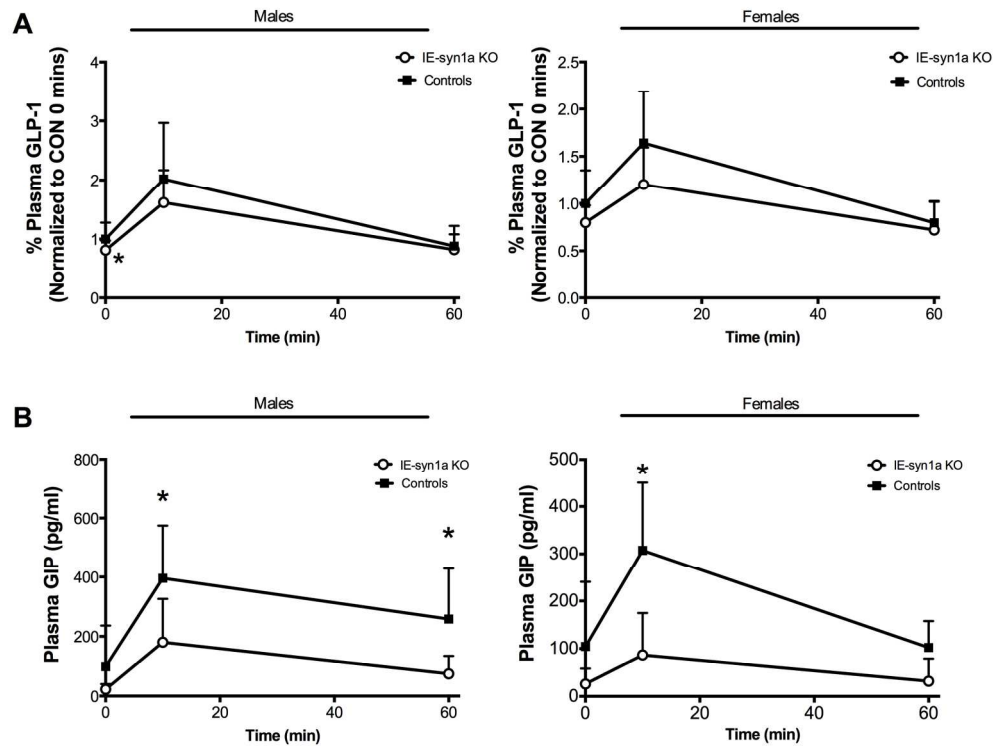 A
Males
IE-syn1a KO
Controls
% Plasma GLP-1
(Normalized to CON 0 mins)
4
3
2
1
0
*
0 20 40 60
Time (min)
Females
IE-syn1a KO
Controls
% Plasma GLP-1
(Normalized to CON 0 mins)
2.5
2.0
1.5
1.0
0.5
0.0
0 20 40 60
Time (min)
B
Males
IE-syn1a KO
Controls
Plasma GIP (pg/ml)
800
600
400
200
0
*
*
0 20 40 60
Time (min)
Females
IE-syn1a KO
Controls
Plasma GIP (pg/ml)
500
400
300
200
100
0
*
0 20 40 60
Time (min)